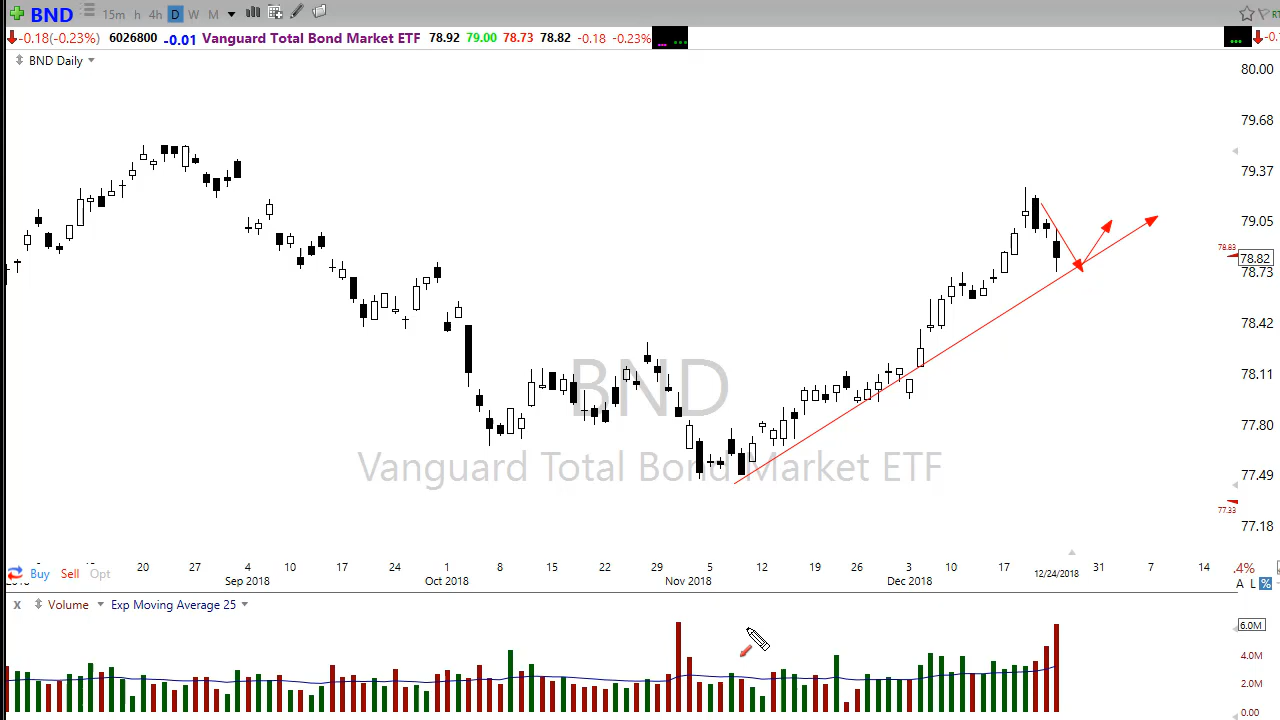 BND 15m h 4h D W M
-0.18(-0.23%) 6026800 -0.01 Vanguard Total Bond Market ETF 78.92 79.00 78.73 78.82 -0.18 -0.23%
BND Daily
80.00
79.68
79.37
79.05
78.83
78.82
78.73
78.42
78.11
77.80
77.49
77.33
77.18
BND
Vanguard Total Bond Market ETF
20 27 4 10 17 24 1 8 15 22 29 5 12 19 26 3 10 17 31 7 14
Sep 2018 Oct 2018 Nov 2018 Dec 2018 12/24/2018
Buy Sell Opt .4%
A L %
x Volume Exp Moving Average 25
6.0M
4.0M
2.0M
0.00